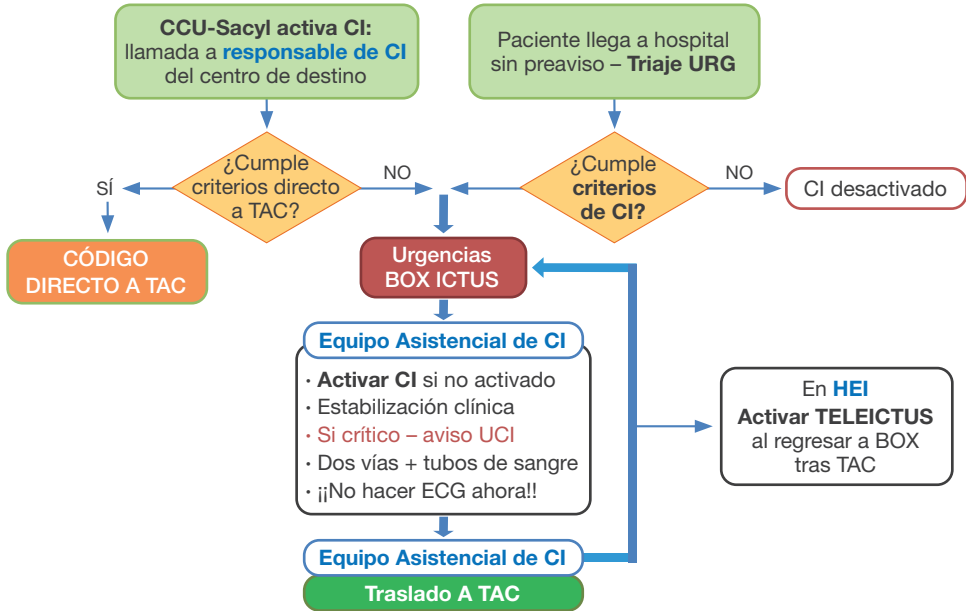 CCU-Sacyl activa CI:
llamada a responsable de CI
del centro de destino
Paciente llega a hospital
sin preaviso – Triaje URG
¿Cumple
criterios directo
a TAC?
SÍ
NO
¿Cumple
criterios
de CI?
NO
CI desactivado
CÓDIGO
DIRECTO A TAC
Urgencias
BOX ICTUS
Equipo Asistencial de CI
· Activar CI si no activado
· Estabilización clínica
· Si crítico – aviso UCI
· Dos vías + tubos de sangre
· ¡¡No hacer ECG ahora!!
En HEI
Activar TELEICTUS
al regresar a BOX
tras TAC
Equipo Asistencial de CI
Traslado A TAC